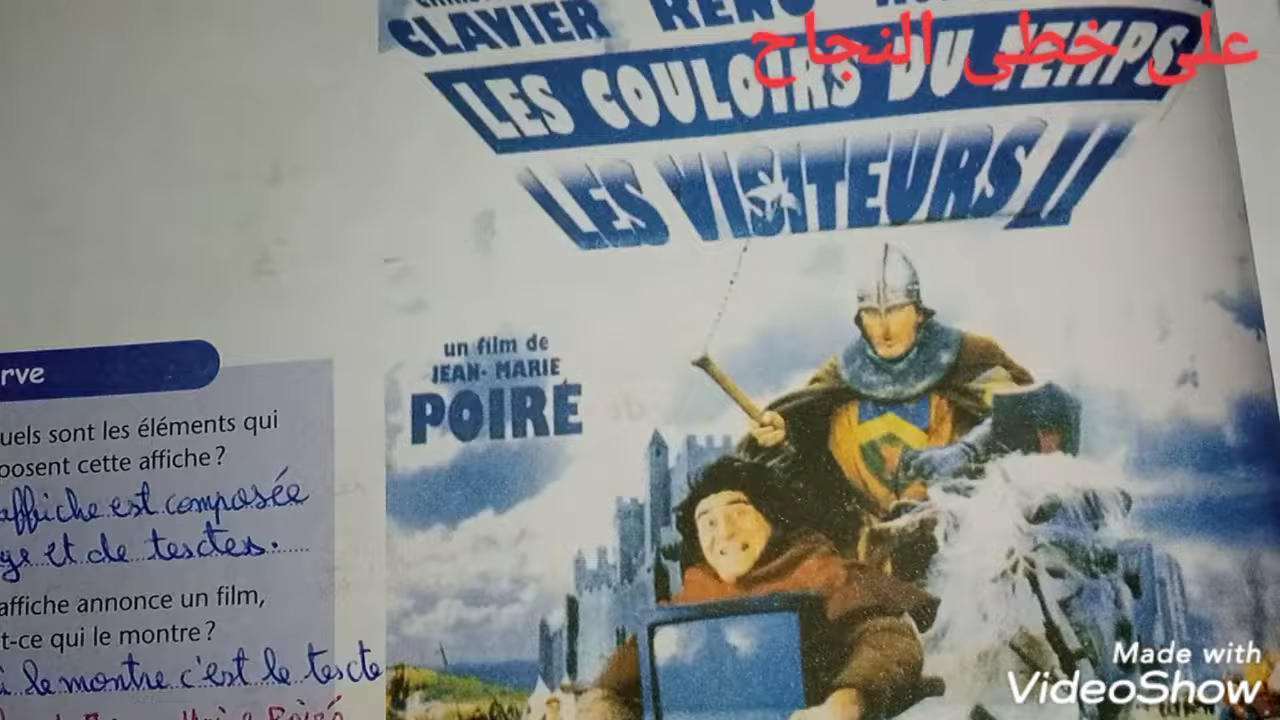 على خطى النجاح
CLAVIER RENO
LES COULOIRS DU TEMPS
LES VISITEURS II
un film de
JEAN-MARIE
POIRÉ
rve
uels sont les éléments qui
posent cette affiche ?
affiche est composée
ge et de textes.
affiche annonce un film,
t-ce qui le montre ?
i le montre c'est le texte
Made with
VideoShow